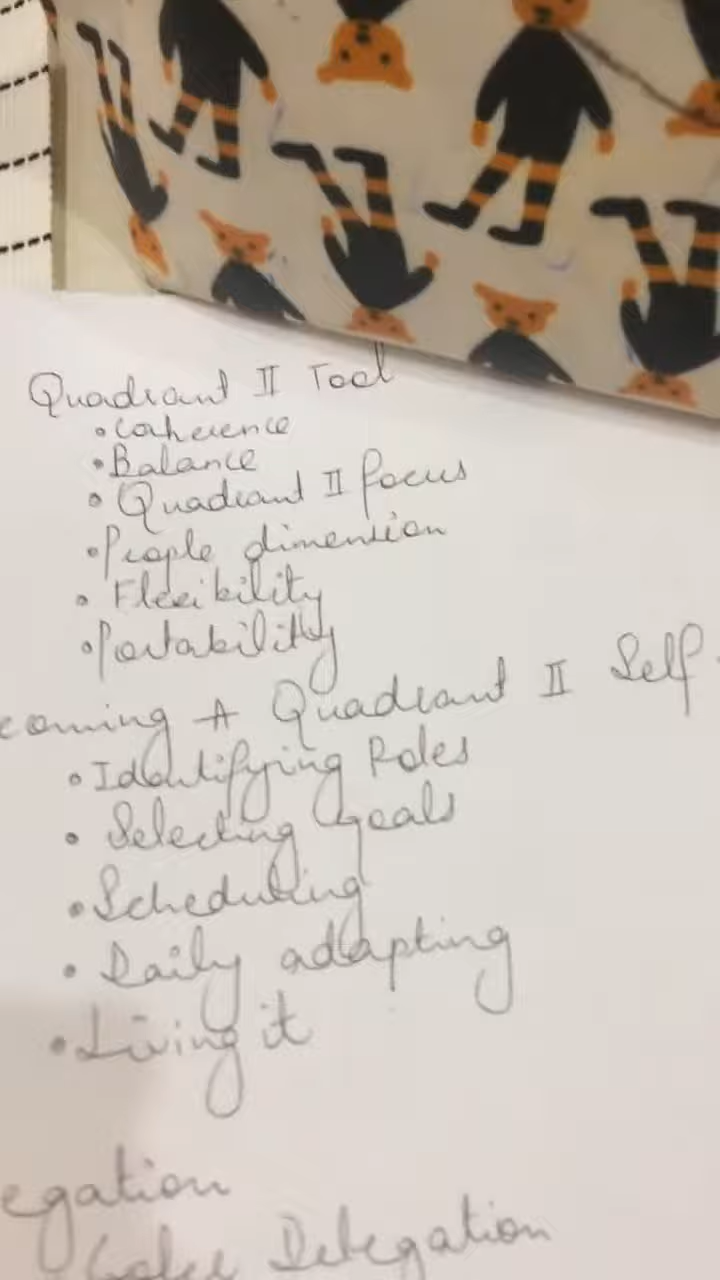 Quadrant II Tool
• Coherence
• Balance
• Quadrant II focus
• People dimension
• Flexibility
• Portability
coming A Quadrant II Self
• Identifying Roles
• Selecting goals
• Scheduling
• Daily adapting
• Living it
egation
Delegation